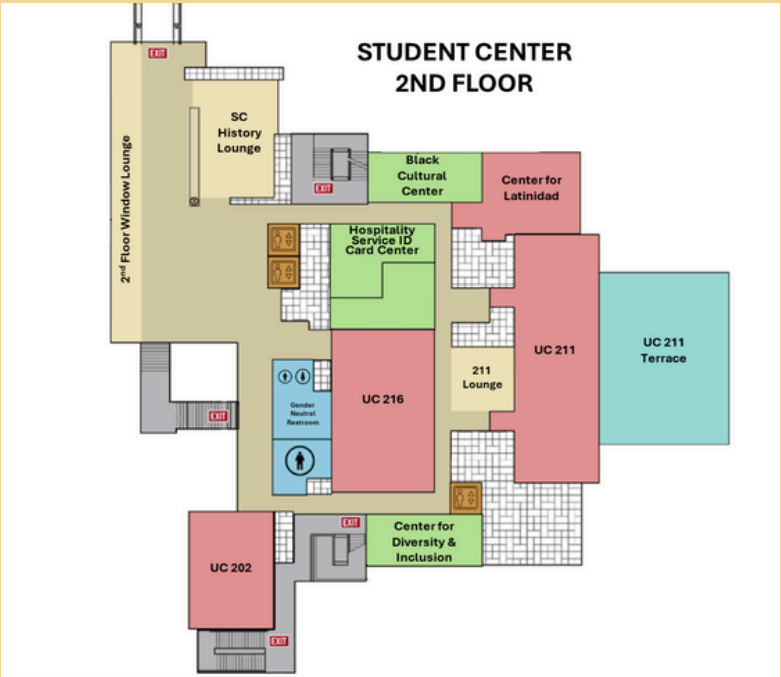 STUDENT CENTER
2ND FLOOR
EXIT
SC
History
Lounge
2nd Floor Window Lounge
EXIT
Black
Cultural
Center
Center for
Latinidad
Hospitality
Service ID
Card Center
UC 211
UC 211
Terrace
211
Lounge
UC 216
Gender
Neutral
Restroom
EXIT
EXIT
Center for
Diversity &
Inclusion
UC 202
EXIT